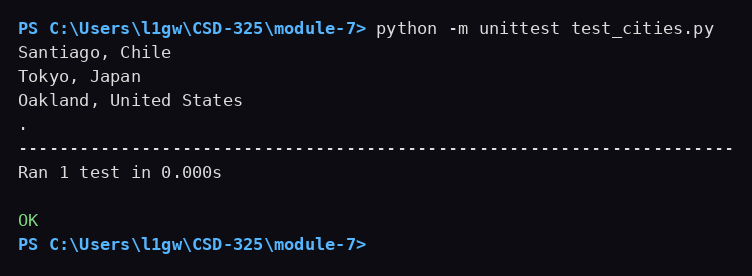 PS C:\Users\l1gw\CSD-325\module-7> python -m unittest test_cities.py
Santiago, Chile
Tokyo, Japan
Oakland, United States
.
----------------------------------------------------------------------
Ran 1 test in 0.000s

OK
PS C:\Users\l1gw\CSD-325\module-7>